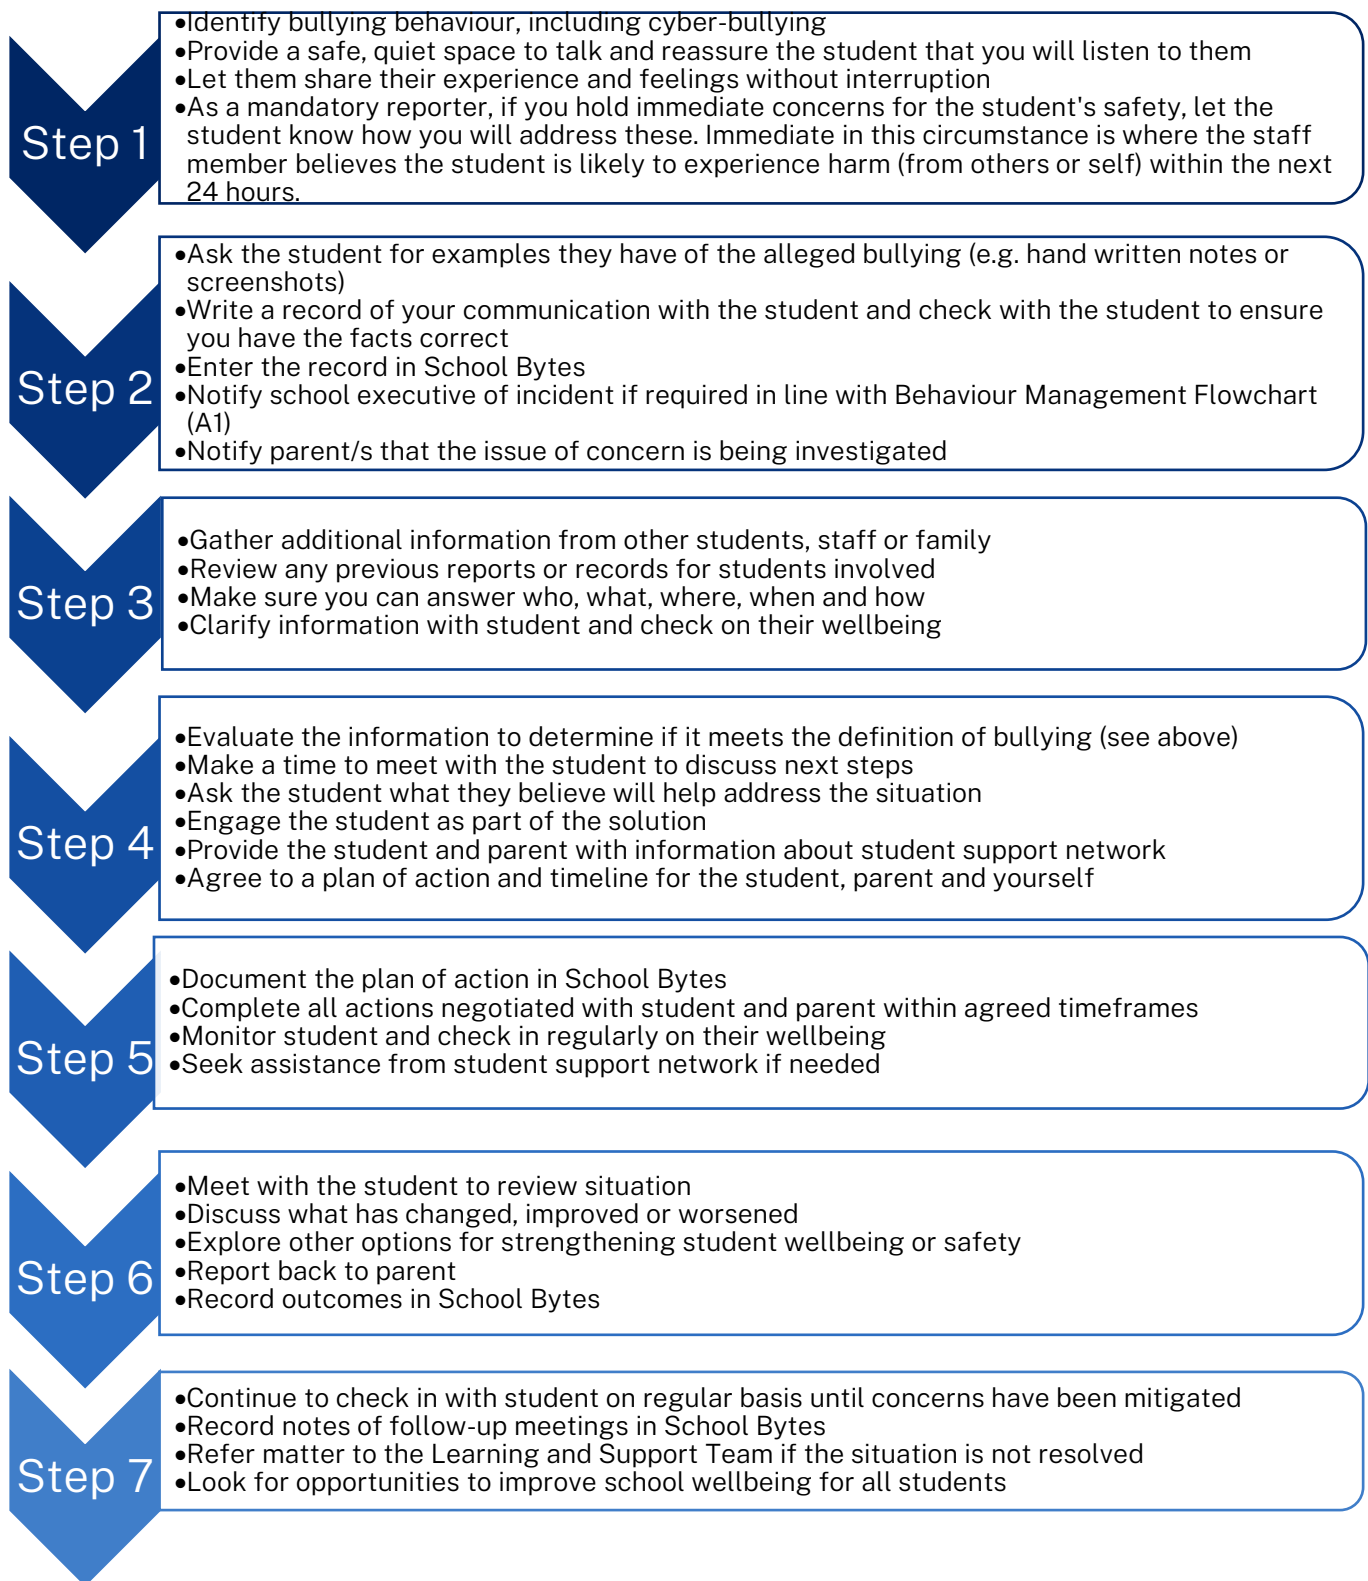 Step 1
•Identify bullying behaviour, including cyber-bullying
•Provide a safe, quiet space to talk and reassure the student that you will listen to them
•Let them share their experience and feelings without interruption
•As a mandatory reporter, if you hold immediate concerns for the student's safety, let the
student know how you will address these. Immediate in this circumstance is where the staff
member believes the student is likely to experience harm (from others or self) within the next
24 hours.
Step 2
•Ask the student for examples they have of the alleged bullying (e.g. hand written notes or
screenshots)
•Write a record of your communication with the student and check with the student to ensure
you have the facts correct
•Enter the record in School Bytes
•Notify school executive of incident if required in line with Behaviour Management Flowchart
(A1)
•Notify parent/s that the issue of concern is being investigated
Step 3
•Gather additional information from other students, staff or family
•Review any previous reports or records for students involved
•Make sure you can answer who, what, where, when and how
•Clarify information with student and check on their wellbeing
Step 4
•Evaluate the information to determine if it meets the definition of bullying (see above)
•Make a time to meet with the student to discuss next steps
•Ask the student what they believe will help address the situation
•Engage the student as part of the solution
•Provide the student and parent with information about student support network
•Agree to a plan of action and timeline for the student, parent and yourself
Step 5
•Document the plan of action in School Bytes
•Complete all actions negotiated with student and parent within agreed timeframes
•Monitor student and check in regularly on their wellbeing
•Seek assistance from student support network if needed
Step 6
•Meet with the student to review situation
•Discuss what has changed, improved or worsened
•Explore other options for strengthening student wellbeing or safety
•Report back to parent
•Record outcomes in School Bytes
Step 7
•Continue to check in with student on regular basis until concerns have been mitigated
•Record notes of follow-up meetings in School Bytes
•Refer matter to the Learning and Support Team if the situation is not resolved
•Look for opportunities to improve school wellbeing for all students